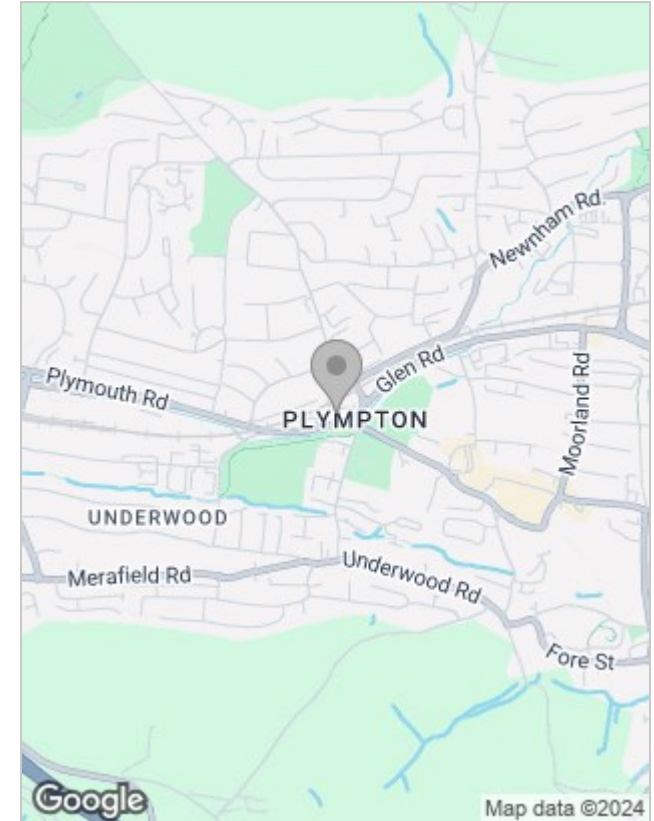 Newnham Rd.
Glen Rd
Plymouth Rd
Moorland Rd
PLYMPTON
UNDERWOOD
Merafield Rd
Underwood Rd
Fore St
Google
Map data ©2024